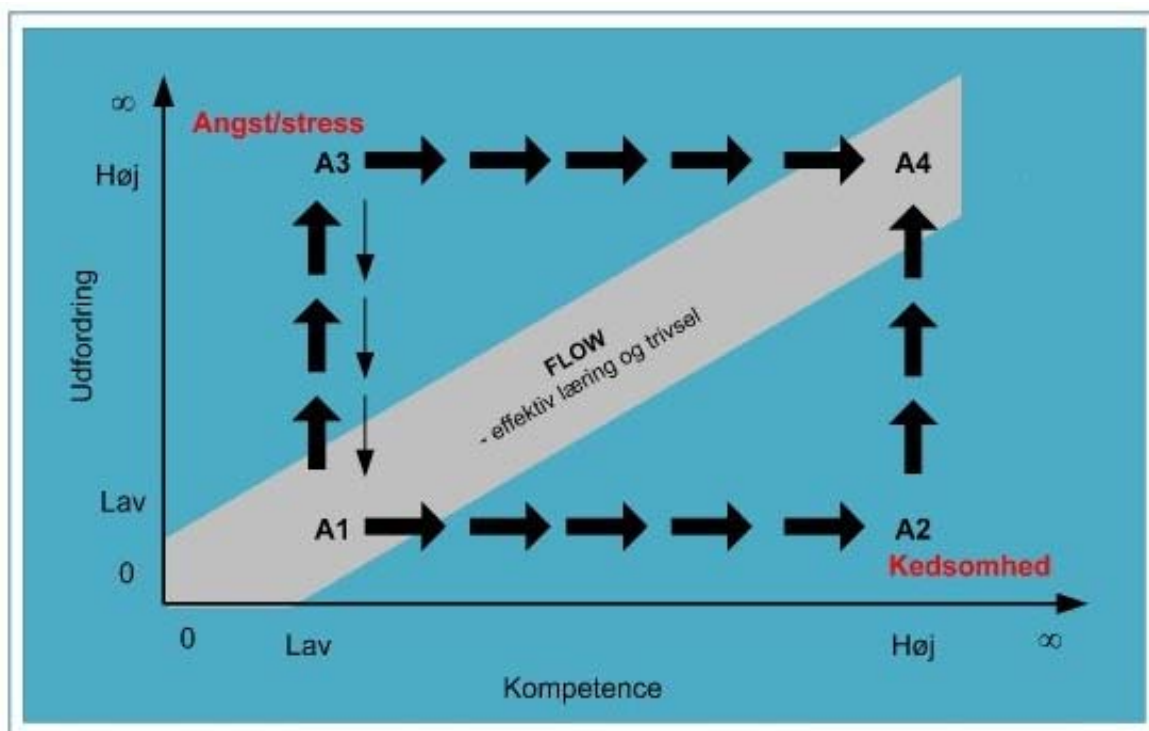 ∞
Angst/stress
A3
A4
Høj
Udfordring
FLOW
- effektiv læring og trivsel
Lav
A1
A2
0
Kedsomhed
0
Lav
Høj
∞
Kompetence